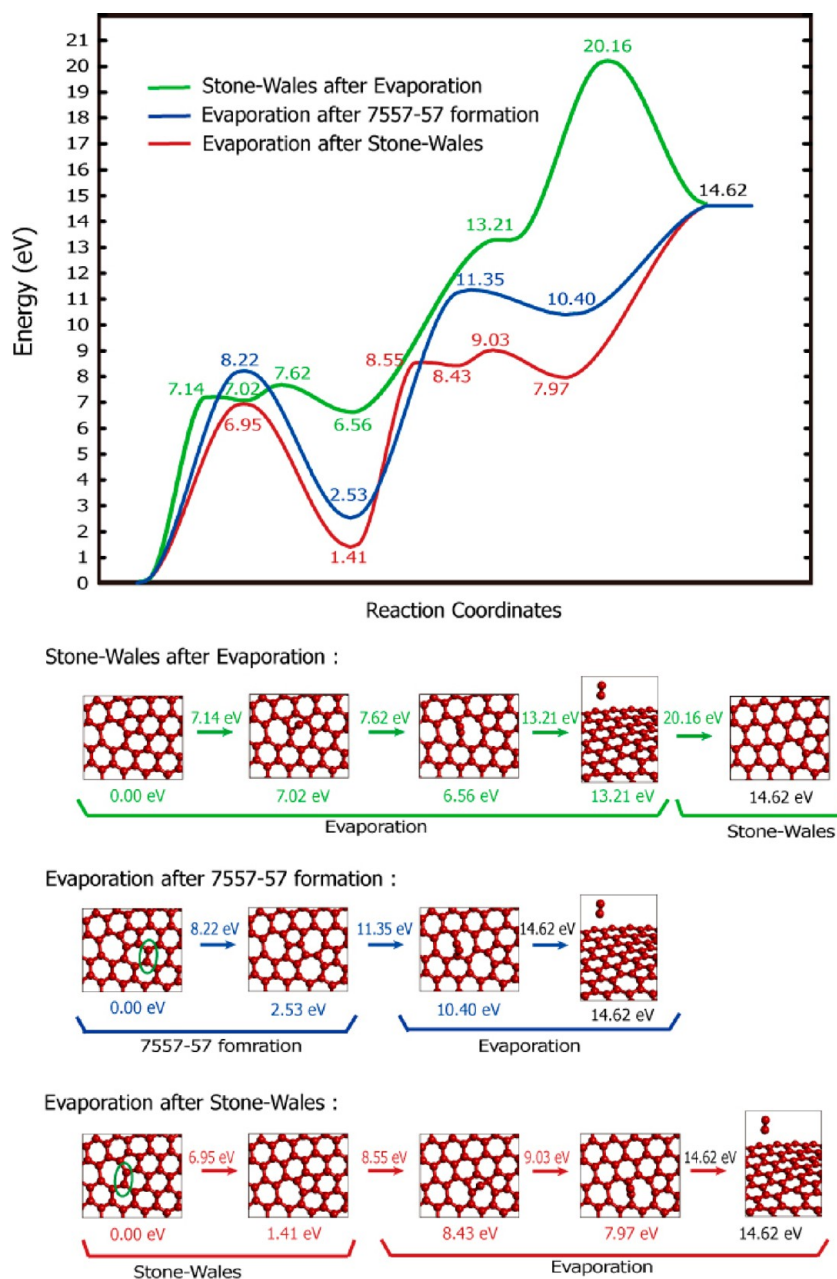 21
20
19
18
17
16
15
14
13
12
11
10
9
8
7
6
5
4
3
2
1
0
Energy (eV)
Stone-Wales after Evaporation
Evaporation after 7557-57 formation
Evaporation after Stone-Wales
20.16
14.62
13.21
11.35
10.40
8.22
7.62
8.55
9.03
7.14
7.02
8.43
7.97
6.95
6.56
2.53
1.41
Reaction Coordinates
Stone-Wales after Evaporation :
7.14 eV
7.62 eV
13.21 eV
20.16 eV
0.00 eV
7.02 eV
6.56 eV
13.21 eV
14.62 eV
Evaporation
Stone-Wales
Evaporation after 7557-57 formation :
8.22 eV
11.35 eV
14.62 eV
0.00 eV
2.53 eV
10.40 eV
14.62 eV
7557-57 fomration
Evaporation
Evaporation after Stone-Wales :
6.95 eV
8.55 eV
9.03 eV
14.62 eV
0.00 eV
1.41 eV
8.43 eV
7.97 eV
14.62 eV
Stone-Wales
Evaporation